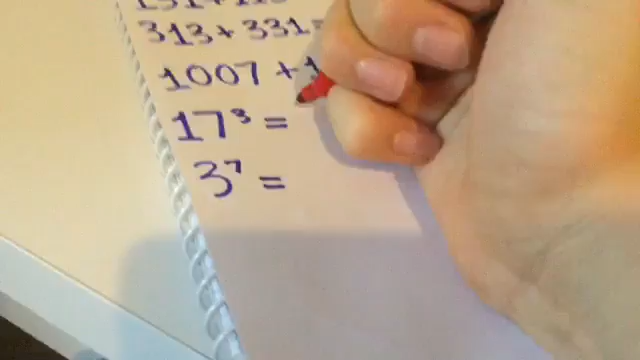 313 + 331 =
1007 +
17³ =
3⁷ =